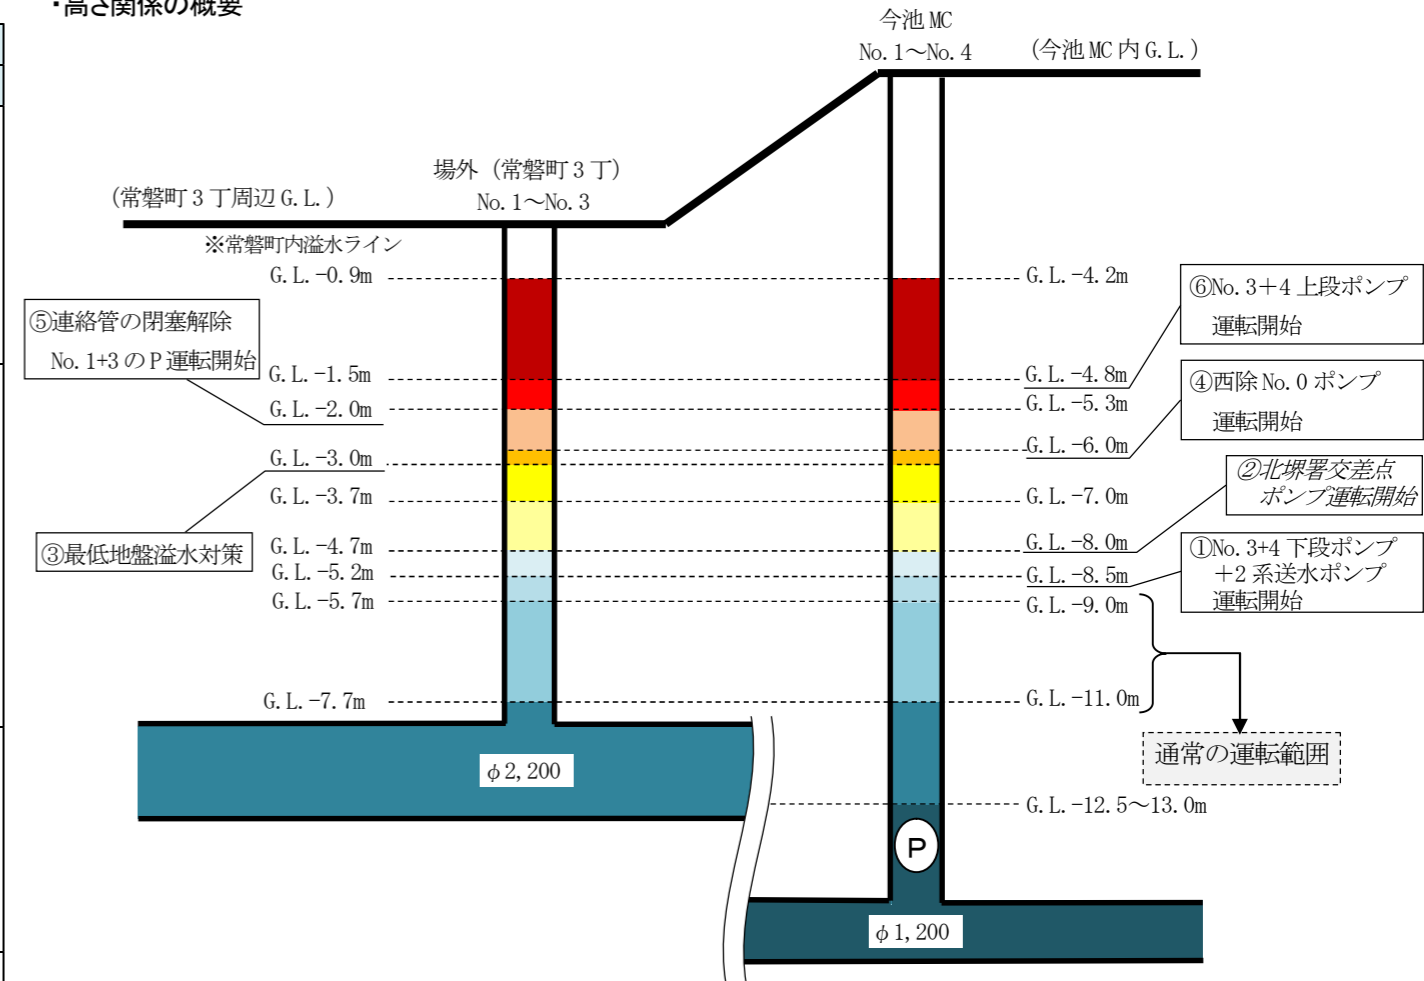 ・高さ関係の概要
今池 MC
No.1～No.4
(今池 MC 内 G.L.)
場外（常磐町3丁）
No.1～No.3
(常磐町3丁周辺 G.L.)
※常磐町内溢水ライン
G.L.-0.9m
G.L.-1.5m
G.L.-2.0m
G.L.-3.0m
G.L.-3.7m
G.L.-4.7m
G.L.-5.2m
G.L.-5.7m
G.L.-7.7m
⑤連絡管の閉塞解除
No.1+3のP運転開始
③最低地盤溢水対策
G.L.-4.2m
G.L.-4.8m
G.L.-5.3m
G.L.-6.0m
G.L.-7.0m
G.L.-8.0m
G.L.-8.5m
G.L.-9.0m
G.L.-11.0m
G.L.-12.5～13.0m
⑥No.3＋4 上段ポンプ
運転開始
④西除 No.0 ポンプ
運転開始
②北堺署交差点
ポンプ運転開始
①No.3+4 下段ポンプ
＋2系送水ポンプ
運転開始
通常の運転範囲
φ2,200
P
φ1,200